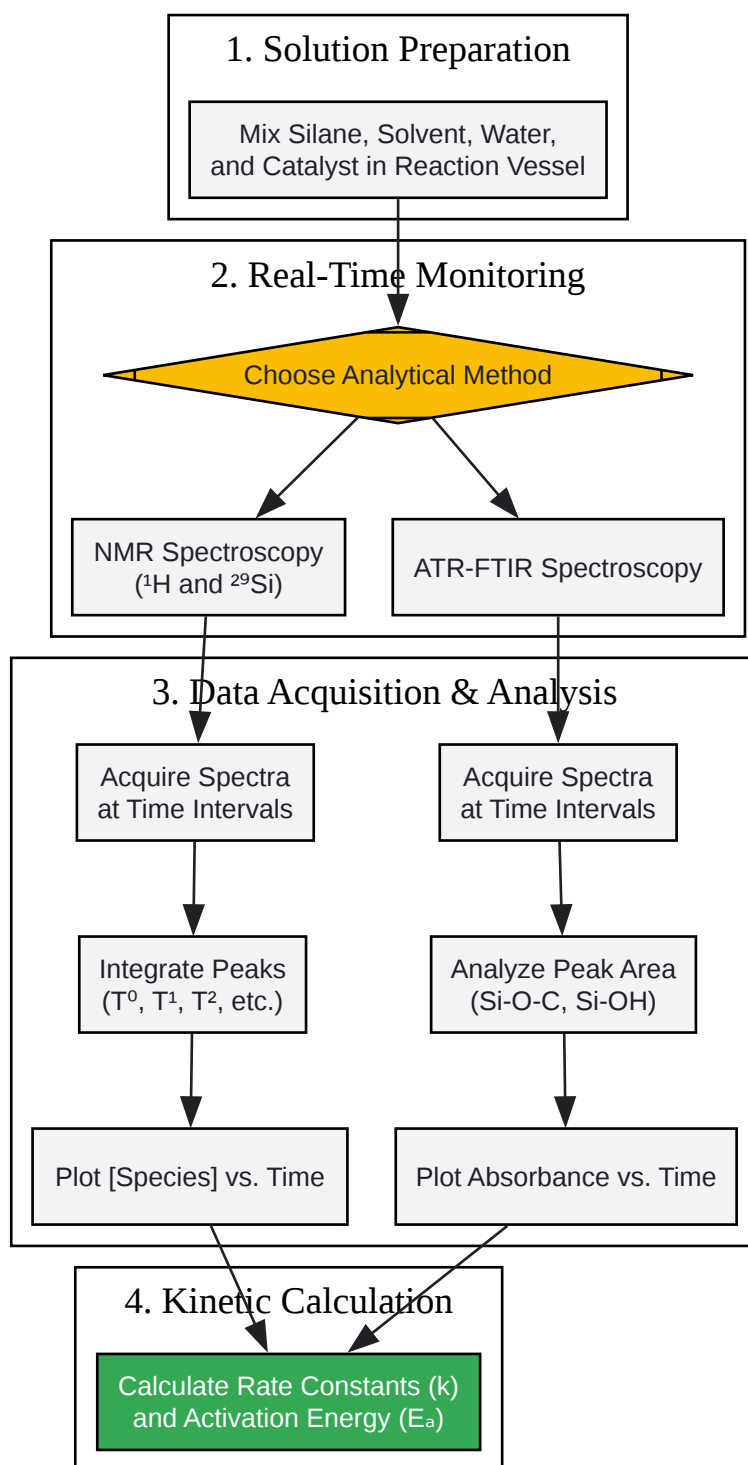 1. Solution Preparation
Mix Silane, Solvent, Water,
and Catalyst in Reaction Vessel
2. Real-Time Monitoring
Choose Analytical Method
NMR Spectroscopy
(¹H and ²⁹Si)
ATR-FTIR Spectroscopy
3. Data Acquisition & Analysis
Acquire Spectra
at Time Intervals
Acquire Spectra
at Time Intervals
Integrate Peaks
(T⁰, T¹, T², etc.)
Analyze Peak Area
(Si-O-C, Si-OH)
Plot [Species] vs. Time
Plot Absorbance vs. Time
4. Kinetic Calculation
Calculate Rate Constants (k)
and Activation Energy (Eₐ)